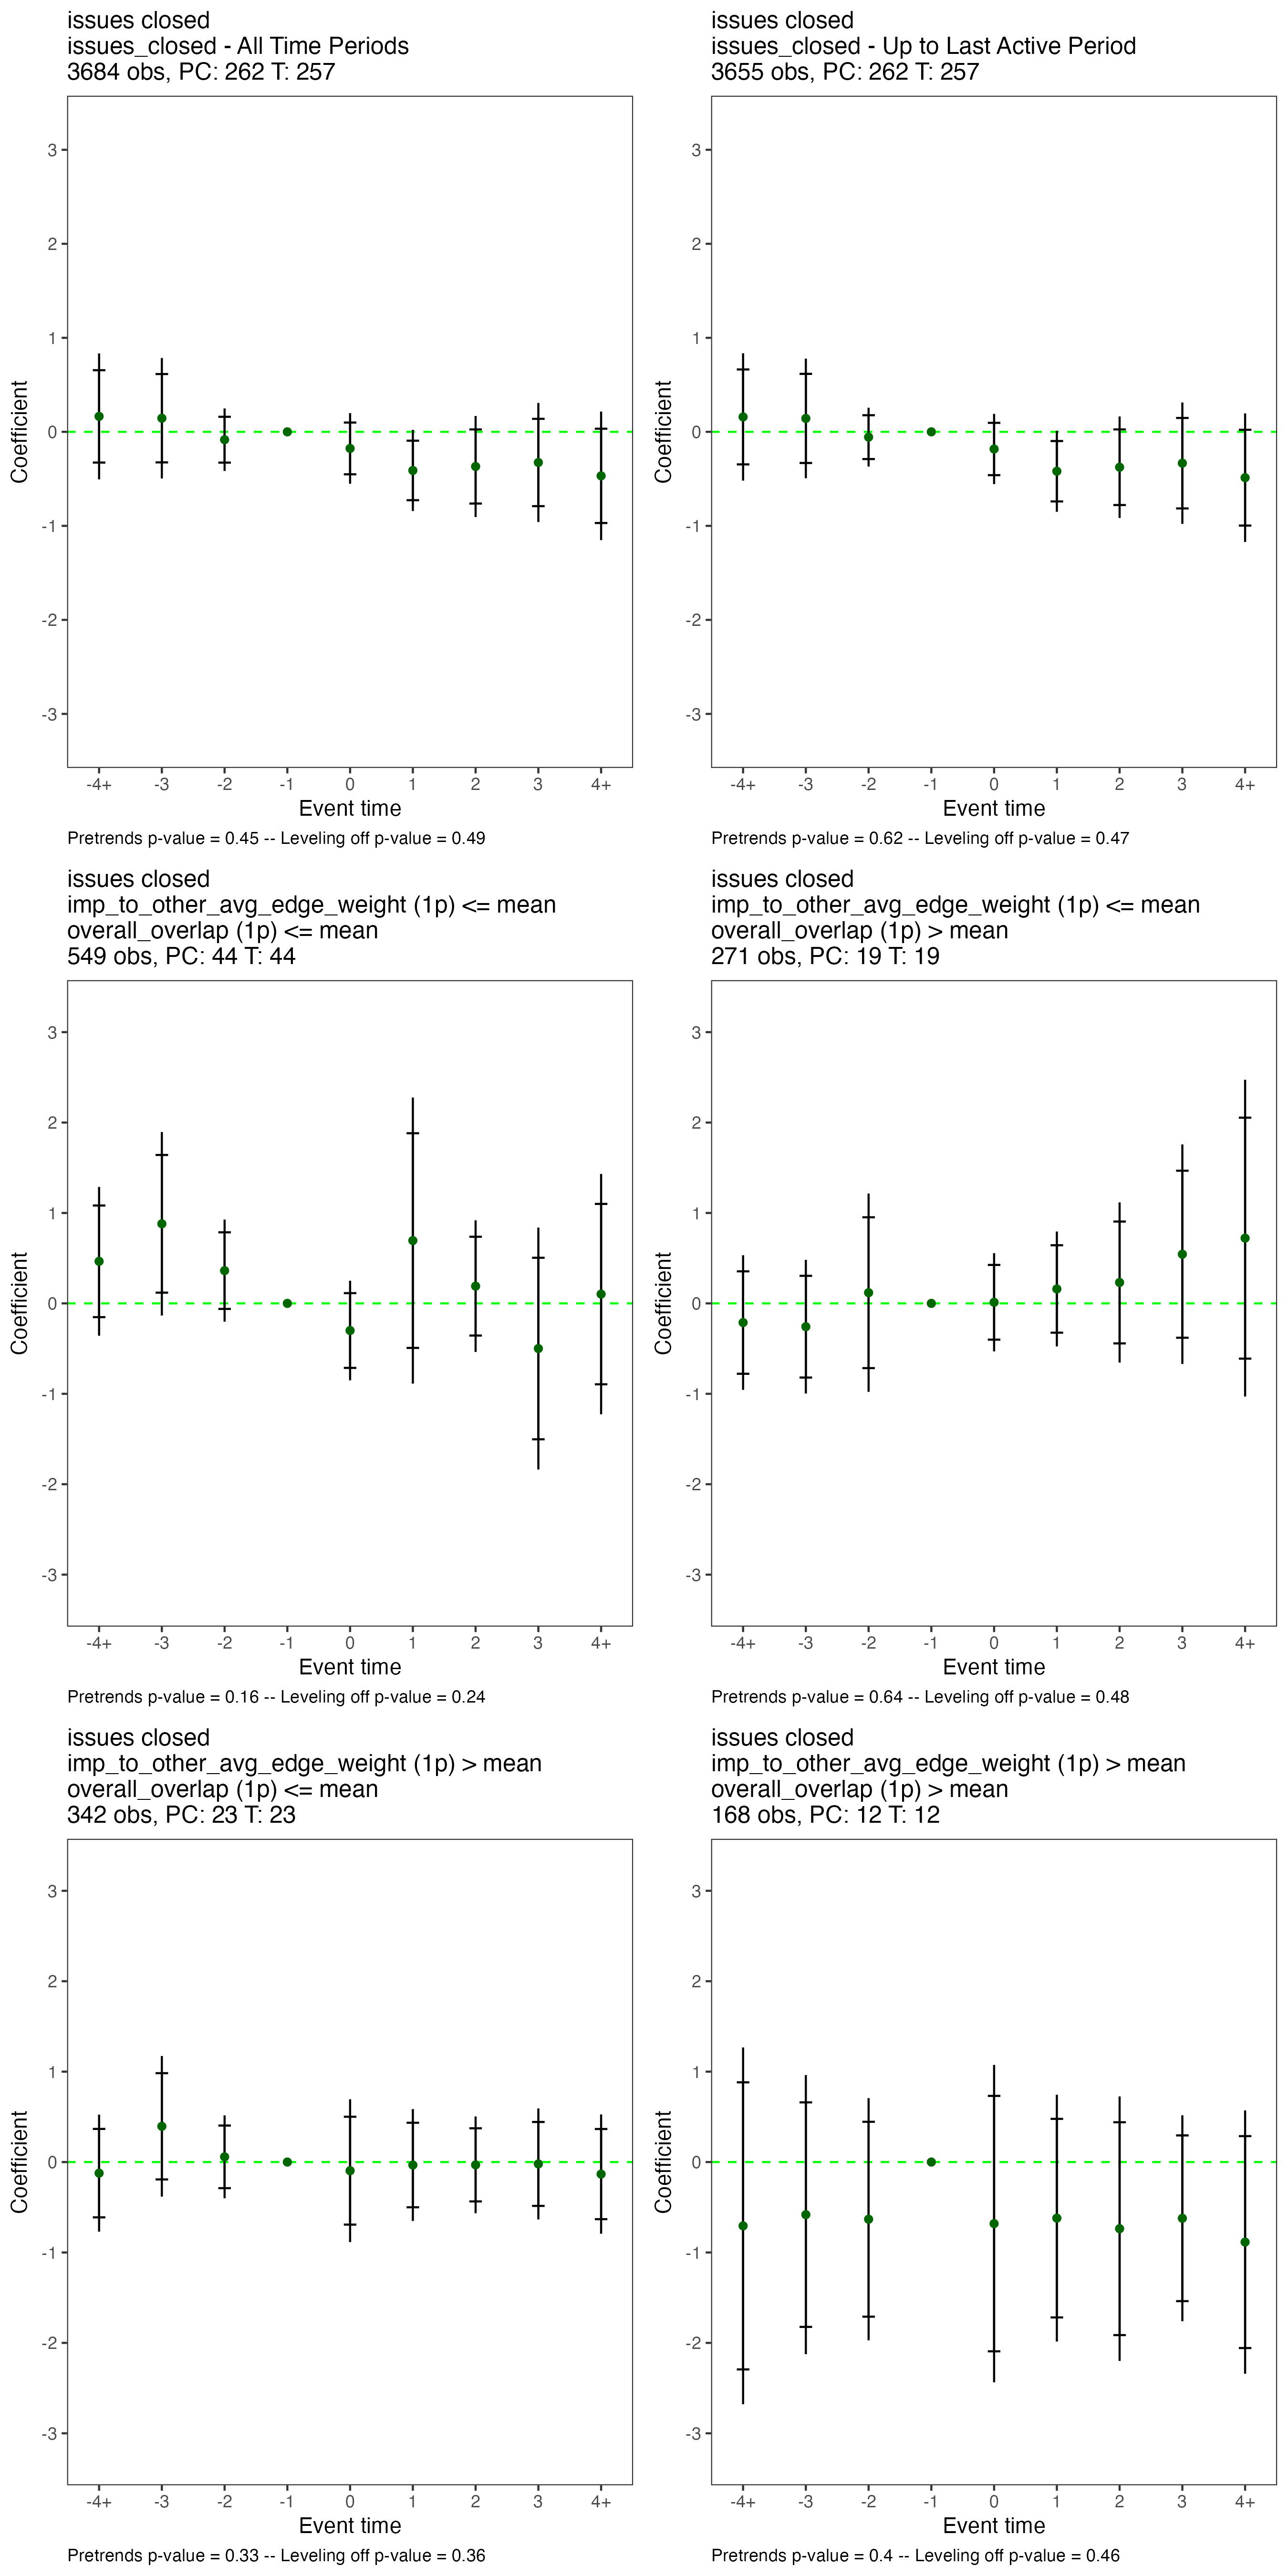 issues closed
issues_closed - All Time Periods
3684 obs, PC: 262 T: 257
3
2
1
0
-1
-2
-3
Coefficient
-4+ -3 -2 -1 0 1 2 3 4+
Event time
Pretrends p-value = 0.45 -- Leveling off p-value = 0.49
issues closed
issues_closed - Up to Last Active Period
3655 obs, PC: 262 T: 257
3
2
1
0
-1
-2
-3
Coefficient
-4+ -3 -2 -1 0 1 2 3 4+
Event time
Pretrends p-value = 0.62 -- Leveling off p-value = 0.47
issues closed
imp_to_other_avg_edge_weight (1p) <= mean
overall_overlap (1p) <= mean
549 obs, PC: 44 T: 44
3
2
1
0
-1
-2
-3
Coefficient
-4+ -3 -2 -1 0 1 2 3 4+
Event time
Pretrends p-value = 0.16 -- Leveling off p-value = 0.24
issues closed
imp_to_other_avg_edge_weight (1p) <= mean
overall_overlap (1p) > mean
271 obs, PC: 19 T: 19
3
2
1
0
-1
-2
-3
Coefficient
-4+ -3 -2 -1 0 1 2 3 4+
Event time
Pretrends p-value = 0.64 -- Leveling off p-value = 0.48
issues closed
imp_to_other_avg_edge_weight (1p) > mean
overall_overlap (1p) <= mean
342 obs, PC: 23 T: 23
3
2
1
0
-1
-2
-3
Coefficient
-4+ -3 -2 -1 0 1 2 3 4+
Event time
Pretrends p-value = 0.33 -- Leveling off p-value = 0.36
issues closed
imp_to_other_avg_edge_weight (1p) > mean
overall_overlap (1p) > mean
168 obs, PC: 12 T: 12
3
2
1
0
-1
-2
-3
Coefficient
-4+ -3 -2 -1 0 1 2 3 4+
Event time
Pretrends p-value = 0.4 -- Leveling off p-value = 0.46